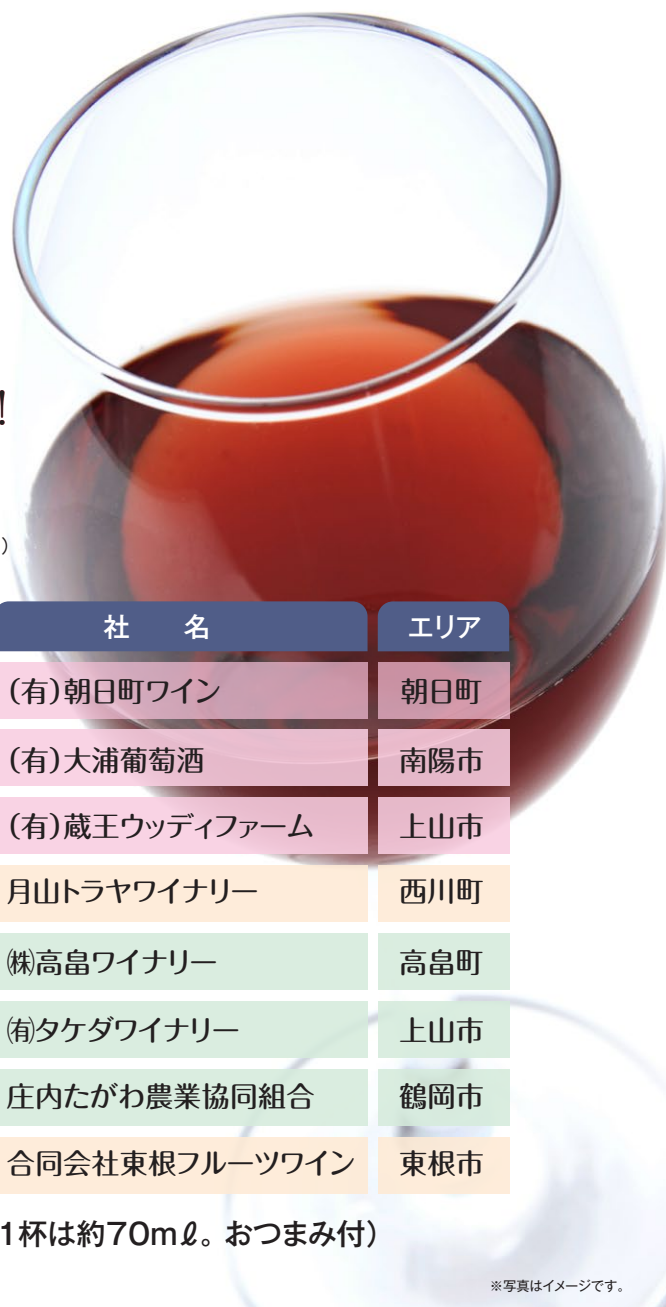 !
）
社　名　エリア
(有)朝日町ワイン　朝日町
(有)大浦葡萄酒　南陽市
(有)蔵王ウッディファーム　上山市
月山トラヤワイナリー　西川町
㈱高畠ワイナリー　高畠町
㈲タケダワイナリー　上山市
庄内たがわ農業協同組合　鶴岡市
合同会社東根フルーツワイン　東根市
1杯は約70mℓ。おつまみ付）
※写真はイメージです。